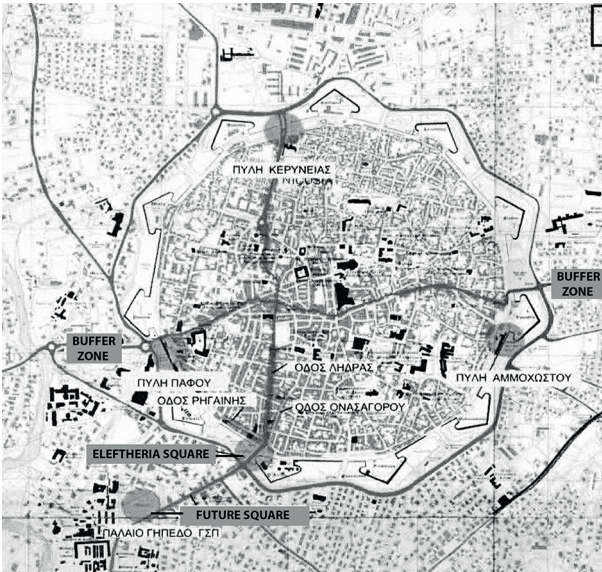 ΠΥΛΗ ΚΕΡΥΝΕΙΑΣ
NICOSIA
BUFFER
ZONE
BUFFER
ZONE
ΟΔΟΣ ΛΗΔΡΑΣ
ΠΥΛΗ ΠΑΦΟΥ
ΠΥΛΗ ΑΜΜΟΧΩΣΤΟΥ
ΟΔΟΣ ΡΗΓΑΙΝΗΣ
ΟΔΟΣ ΟΝΑΣΑΓΟΡΟΥ
ELEFTHERIA SQUARE
FUTURE SQUARE
ΠΑΛΑΙΟ ΓΗΠΕΔΟ ΓΣΠ